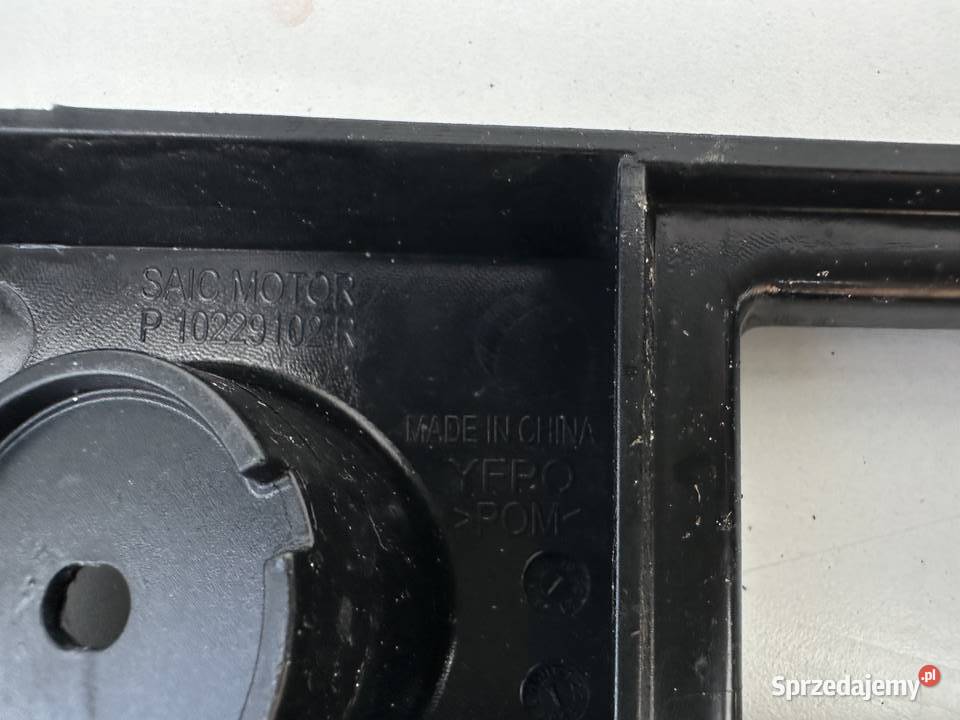 SAIC MOTOR
P 10229102 R
MADE IN CHINA
YFPO
>POM<
Sprzedajemy.pl